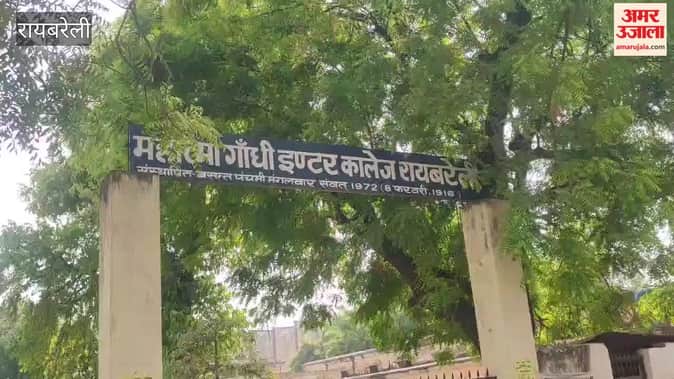 रायबरेली
अमर
उजाला
amarujala.com
महात्मा गाँधी इण्टर कालेज रायबरेली
संस्थापित-बसन्त पंचमी मंगलवार संवत् 1972 (8 फरवरी, 1916)